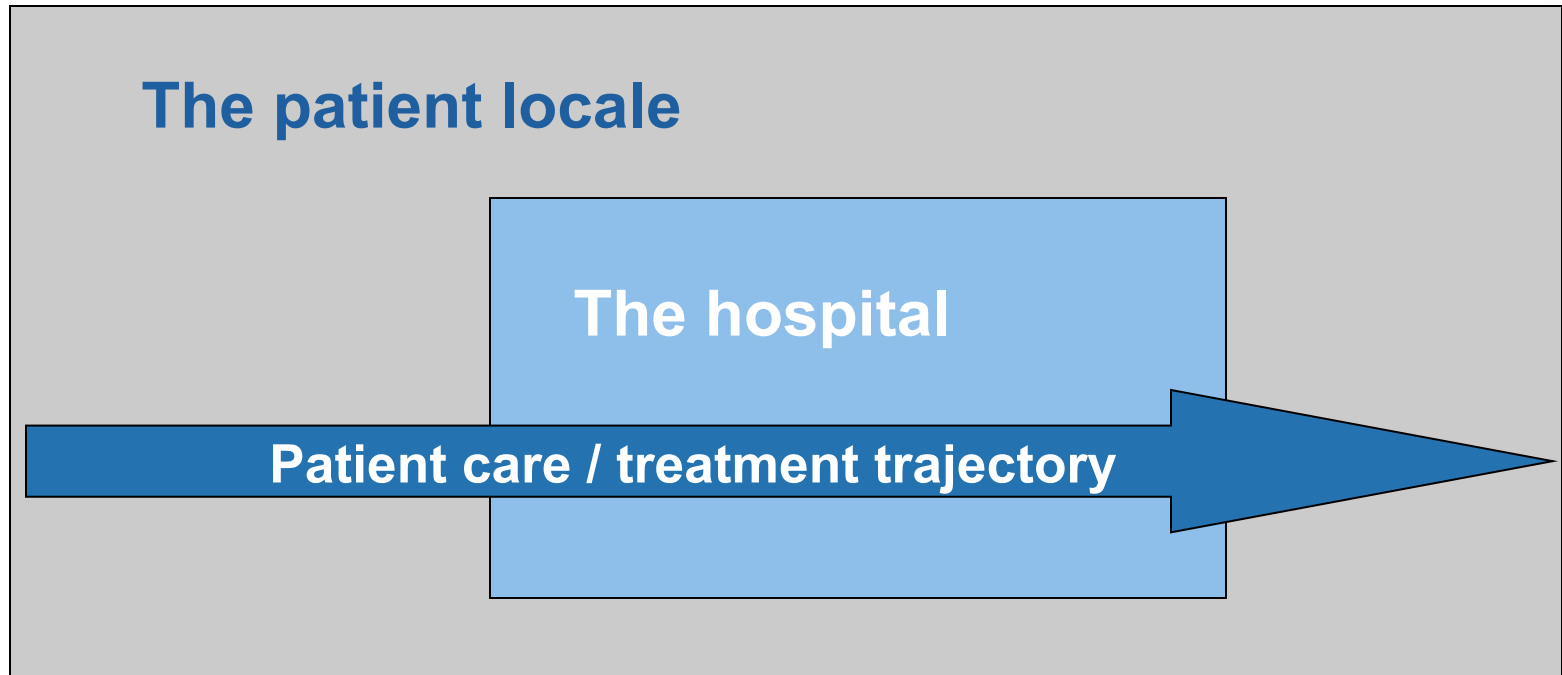 The patient locale
The hospital
Patient care / treatment trajectory